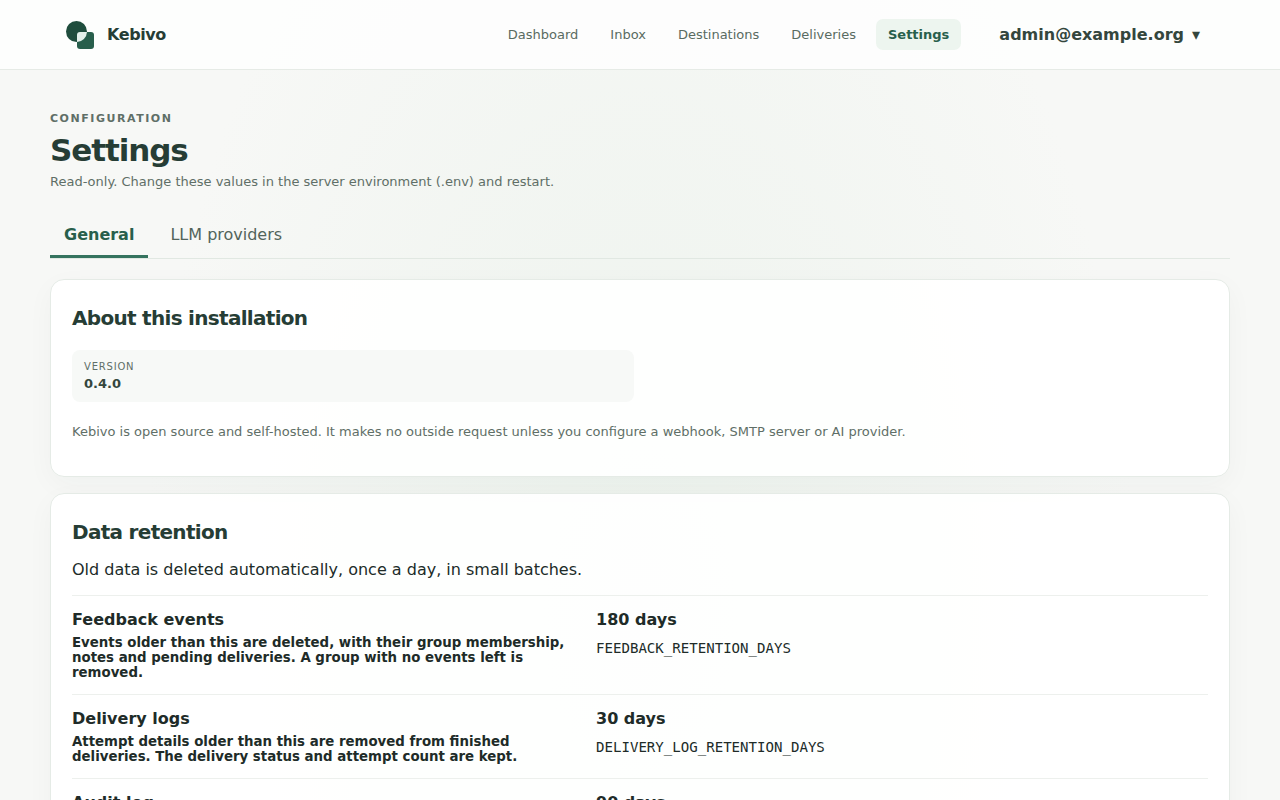 Kebivo
Dashboard
Inbox
Destinations
Deliveries
Settings
admin@example.org ▾
CONFIGURATION
Settings
Read-only. Change these values in the server environment (.env) and restart.
General
LLM providers
About this installation
VERSION
0.4.0
Kebivo is open source and self-hosted. It makes no outside request unless you configure a webhook, SMTP server or AI provider.
Data retention
Old data is deleted automatically, once a day, in small batches.
Feedback events
180 days
Events older than this are deleted, with their group membership,
notes and pending deliveries. A group with no events left is
removed.
FEEDBACK_RETENTION_DAYS
Delivery logs
30 days
Attempt details older than this are removed from finished
deliveries. The delivery status and attempt count are kept.
DELIVERY_LOG_RETENTION_DAYS
Audit log
90 days